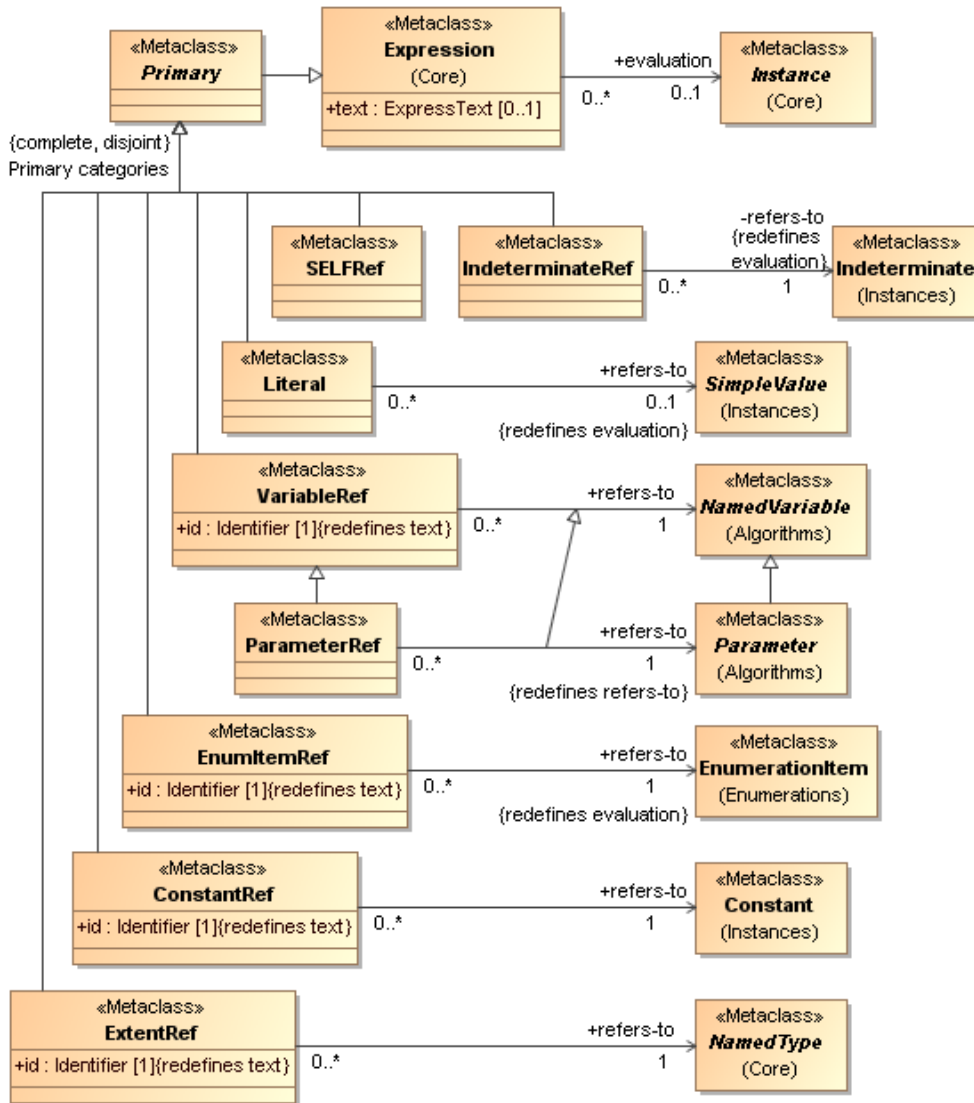 «Metaclass»
Primary
«Metaclass»
Expression
(Core)
+text : ExpressText [0..1]
+evaluation
0..*
0..1
«Metaclass»
Instance
(Core)
{complete, disjoint}
Primary categories
«Metaclass»
SELFRef
«Metaclass»
IndeterminateRef
-refers-to
{redefines
evaluation}
0..*
1
«Metaclass»
Indeterminate
(Instances)
«Metaclass»
Literal
+refers-to
0..*
0..1
{redefines evaluation}
«Metaclass»
SimpleValue
(Instances)
«Metaclass»
VariableRef
+id : Identifier [1]{redefines text}
+refers-to
0..*
1
«Metaclass»
NamedVariable
(Algorithms)
«Metaclass»
ParameterRef
+refers-to
0..*
1
{redefines refers-to}
«Metaclass»
Parameter
(Algorithms)
«Metaclass»
EnumItemRef
+id : Identifier [1]{redefines text}
+refers-to
0..*
1
{redefines evaluation}
«Metaclass»
EnumerationItem
(Enumerations)
«Metaclass»
ConstantRef
+id : Identifier [1]{redefines text}
+refers-to
0..*
1
«Metaclass»
Constant
(Instances)
«Metaclass»
ExtentRef
+id : Identifier [1]{redefines text}
+refers-to
0..*
1
«Metaclass»
NamedType
(Core)